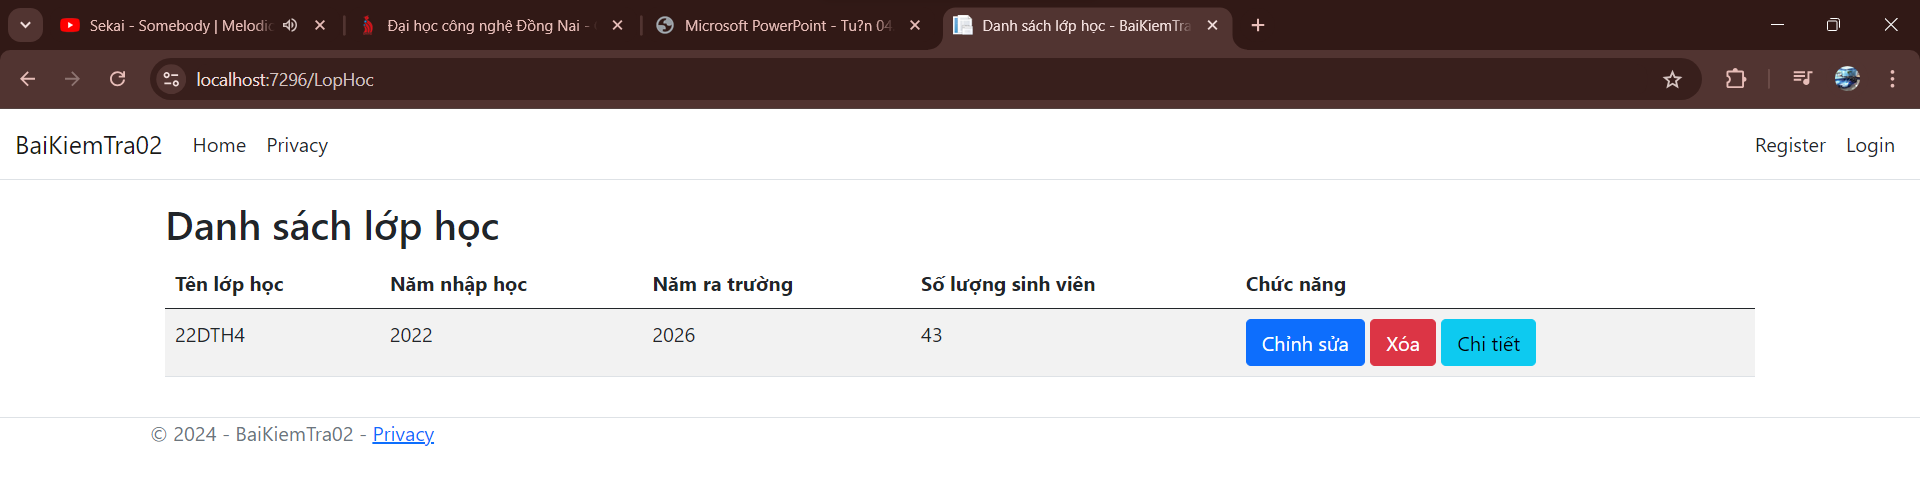 Sekai - Somebody | Melodic
Đại học công nghệ Đồng Nai -
Microsoft PowerPoint - Tu?n 04
Danh sách lớp học - BaiKiemTra
localhost:7296/LopHoc
BaiKiemTra02 Home Privacy Register Login
Danh sách lớp học
Tên lớp học Năm nhập học Năm ra trường Số lượng sinh viên Chức năng
22DTH4 2022 2026 43 Chỉnh sửa Xóa Chi tiết
© 2024 - BaiKiemTra02 - Privacy